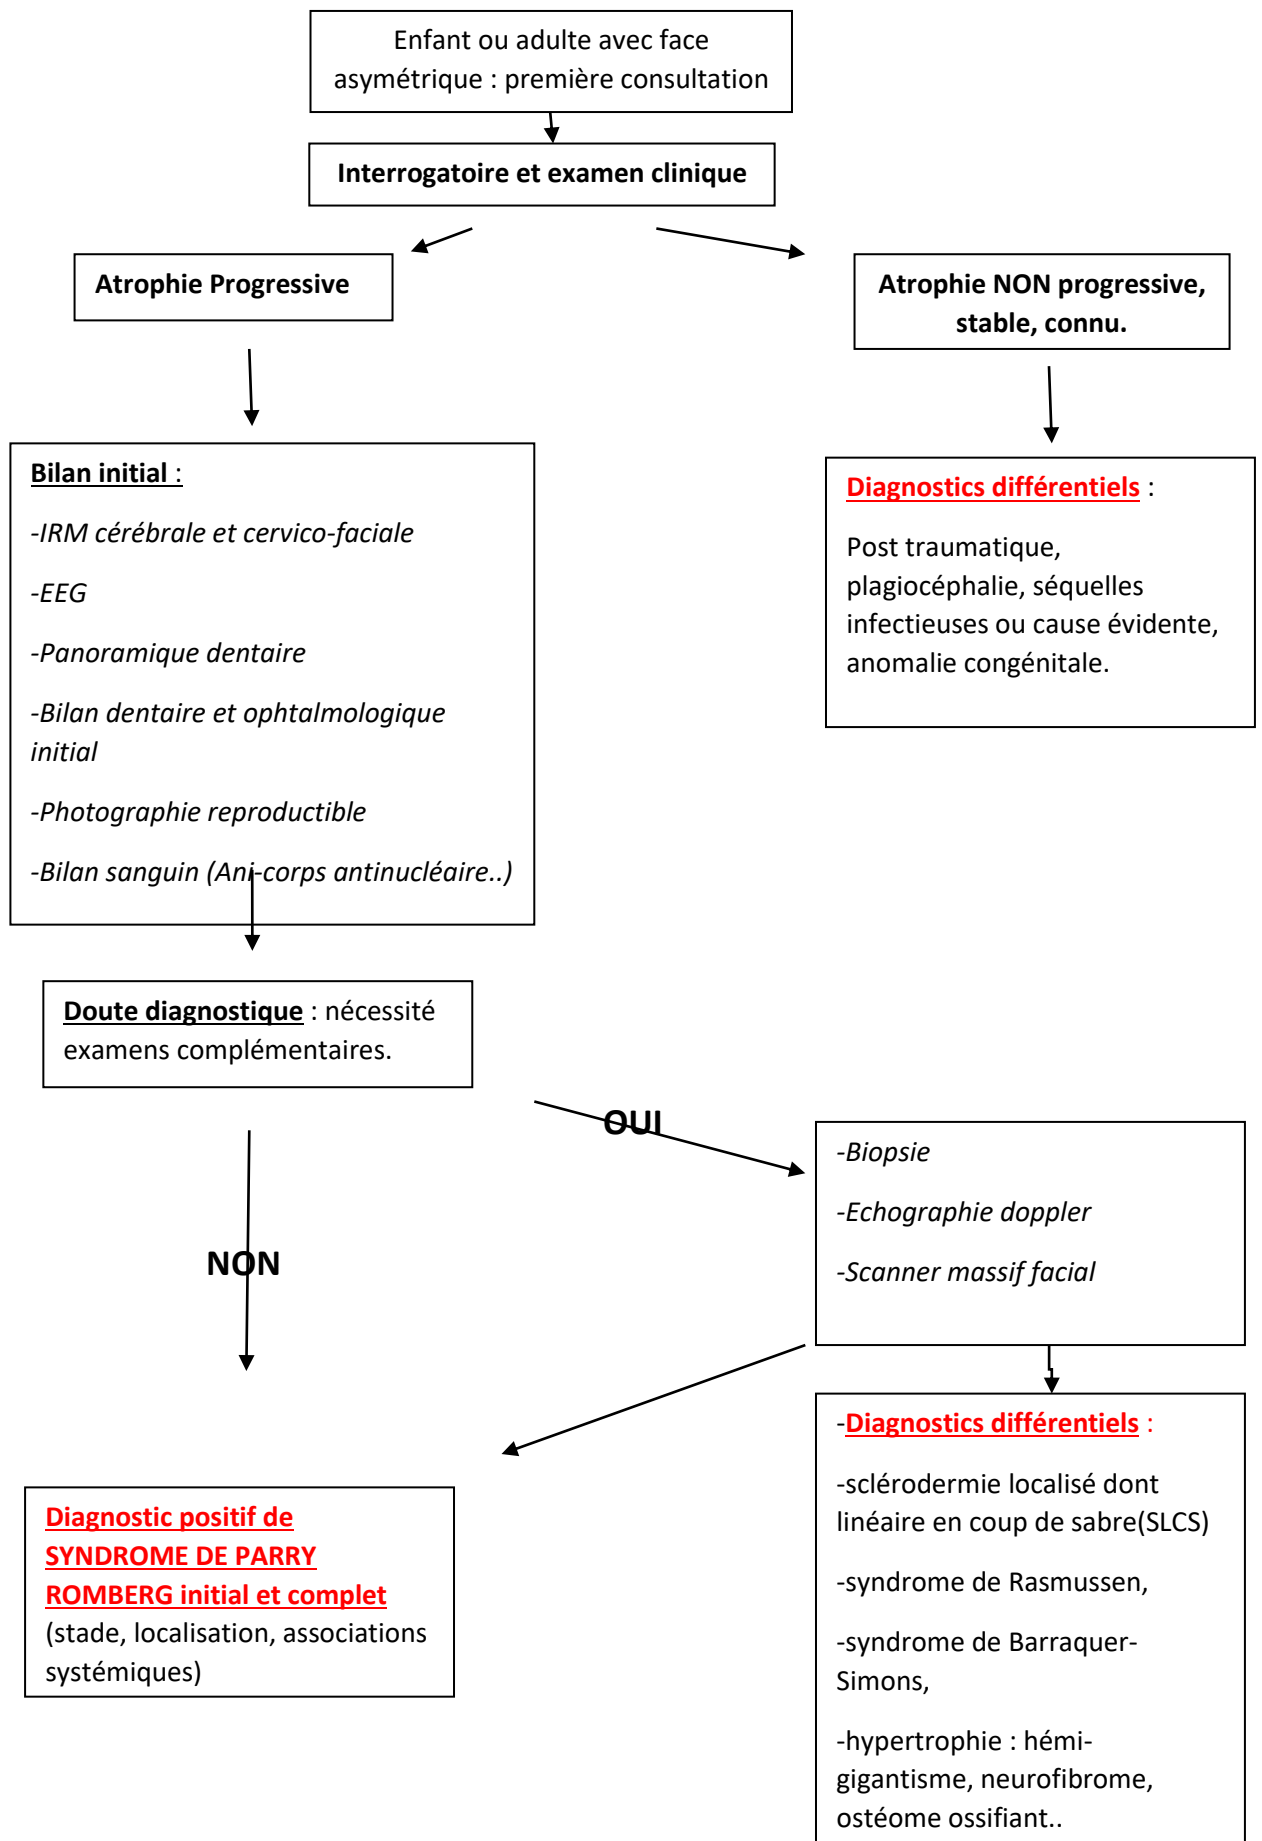 Enfant ou adulte avec face
asymétrique : première consultation
Interrogatoire et examen clinique
Atrophie Progressive
Atrophie NON progressive,
stable, connu.
Bilan initial :
-IRM cérébrale et cervico-faciale
-EEG
-Panoramique dentaire
-Bilan dentaire et ophtalmologique
initial
-Photographie reproductible
-Bilan sanguin (Ani-corps antinucléaire..)
Diagnostics différentiels :
Post traumatique,
plagiocéphalie, séquelles
infectieuses ou cause évidente,
anomalie congénitale.
Doute diagnostique : nécessité
examens complémentaires.
OUI
NON
-Biopsie
-Echographie doppler
-Scanner massif facial
Diagnostic positif de
SYNDROME DE PARRY
ROMBERG initial et complet
(stade, localisation, associations
systémiques)
-Diagnostics différentiels :
-sclérodermie localisé dont
linéaire en coup de sabre(SLCS)
-syndrome de Rasmussen,
-syndrome de Barraquer-
Simons,
-hypertrophie : hémi-
gigantisme, neurofibrome,
ostéome ossifiant..